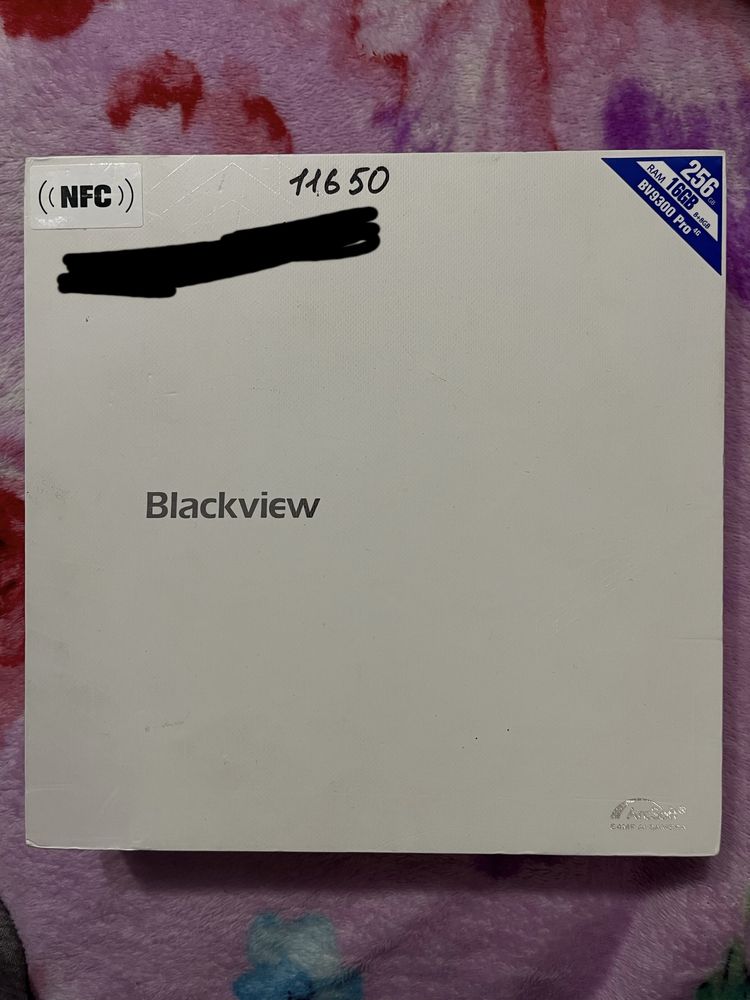 ((NFC))
11650
256 GB
RAM 16GB 8+8GB
BV9300 Pro 4G
Blackview
ArcSoft®